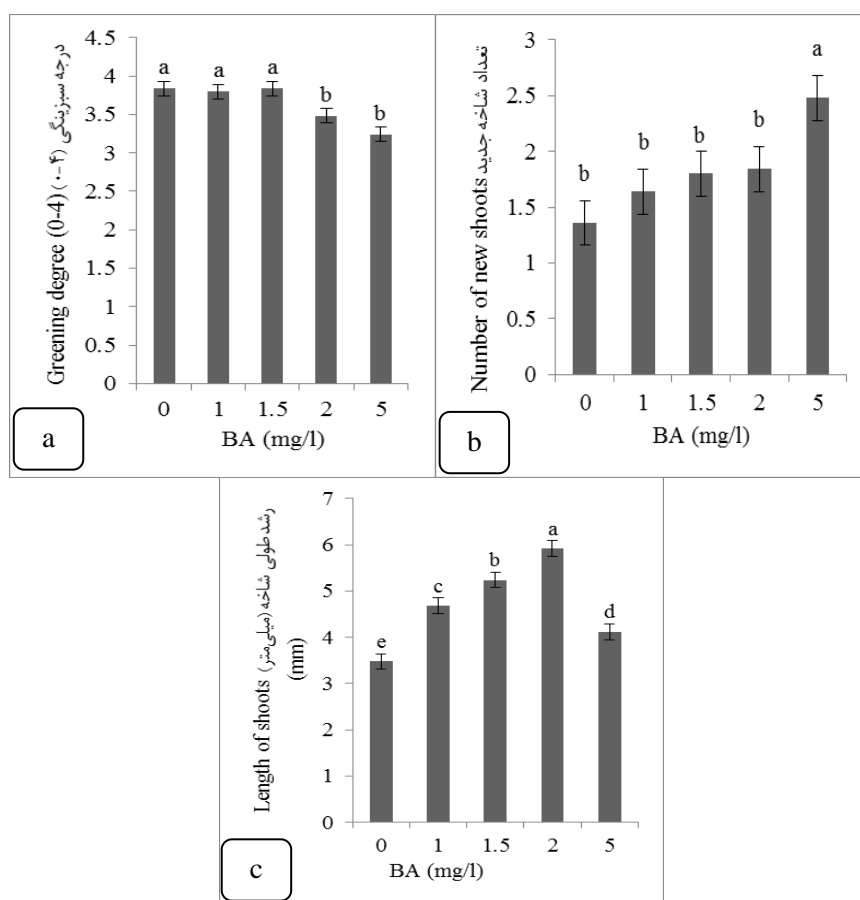 Greening degree (0-4) (۰-۴) درجه سبزینگی
4.5
4
3.5
3
2.5
2
1.5
1
0.5
0
a a a b b
0 1 1.5 2 5
BA (mg/l)
a
Number of new shoots تعداد شاخه جدید
3
2.5
2
1.5
1
0.5
0
b b b b a
0 1 1.5 2 5
BA (mg/l)
b
Length of shoots رشد طولی شاخه (میلی‌متر)
(mm)
7
6
5
4
3
2
1
0
e c b a d
0 1 1.5 2 5
BA (mg/l)
c